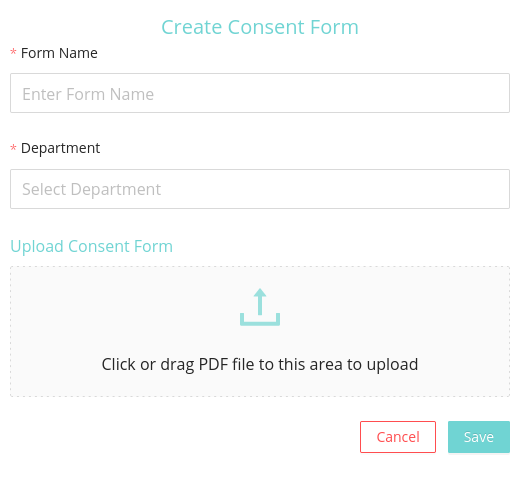 Create Consent Form
* Form Name
Enter Form Name
* Department
Select Department
Upload Consent Form
Click or drag PDF file to this area to upload
Cancel Save